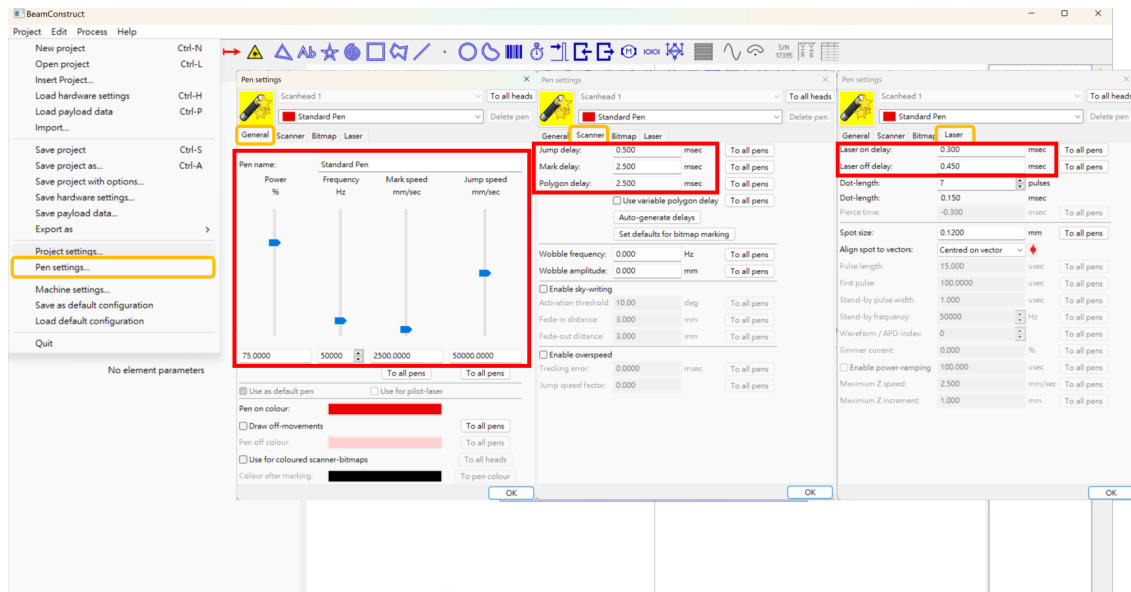 BeamConstruct
Project Edit Process Help
New project Ctrl-N
Open project Ctrl-L
Insert Project...
Load hardware settings Ctrl-H
Load payload data Ctrl-P
Import...
Save project Ctrl-S
Save project as... Ctrl-A
Save project with options...
Save hardware settings...
Save payload data...
Export as
Project settings...
Pen settings...
Machine settings...
Save as default configuration
Load default configuration
Quit
No element parameters
Pen settings
Scanhead 1 To all heads
Standard Pen Delete pen
General Scanner Bitmap Laser
Pen name: Standard Pen
Power Frequency Mark speed Jump speed
% Hz mm/sec mm/sec
75.0000 50000 2500.0000 50000.0000
To all pens To all pens
Use as default pen Use for pilot-laser
Pen on colour:
Draw off-movements To all pens
Pen off colour: To all pens
Use for coloured scanner-bitmaps To all heads
Colour after marking: To pen colour
OK
Pen settings
Scanhead 1 To all heads
Standard Pen Delete pen
General Scanner Bitmap Laser
Jump delay: 0.500 msec To all pens
Mark delay: 2.500 msec To all pens
Polygon delay: 2.500 msec To all pens
Use variable polygon delay To all pens
Auto-generate delays
Set defaults for bitmap marking
Wobble frequency: 0.000 Hz To all pens
Wobble amplitude: 0.000 mm To all pens
Enable sky-writing
Activation threshold: 10.00 deg To all pens
Fade-in distance: 3.000 mm To all pens
Fade-out distance: 3.000 mm To all pens
Enable overspeed
Tracking error: 0.0000 msec To all pens
Jump speed factor: 0.000 To all pens
OK
Pen settings
Scanhead 1 To all heads
Standard Pen Delete pen
General Scanner Bitmap Laser
Laser on delay: 0.300 msec To all pens
Laser off delay: 0.450 msec To all pens
Dot-length: 7 pulses
Dot-length: 0.150 msec
Pierce time: -0.300 msec To all pens
Spot size: 0.1200 mm To all pens
Align spot to vectors: Centred on vector
Pulse length: 15.000 usec To all pens
First pulse: 100.0000 usec To all pens
Stand-by pulse width: 1.000 usec To all pens
Stand-by frequency: 50000 Hz To all pens
Waveform / APD-index: 0 To all pens
Simmer current: 0.000 % To all pens
Enable power-ramping 100.000 usec To all pens
Maximum Z speed: 2.500 mm/sec To all pens
Maximum Z increment: 1.000 mm To all pens
OK